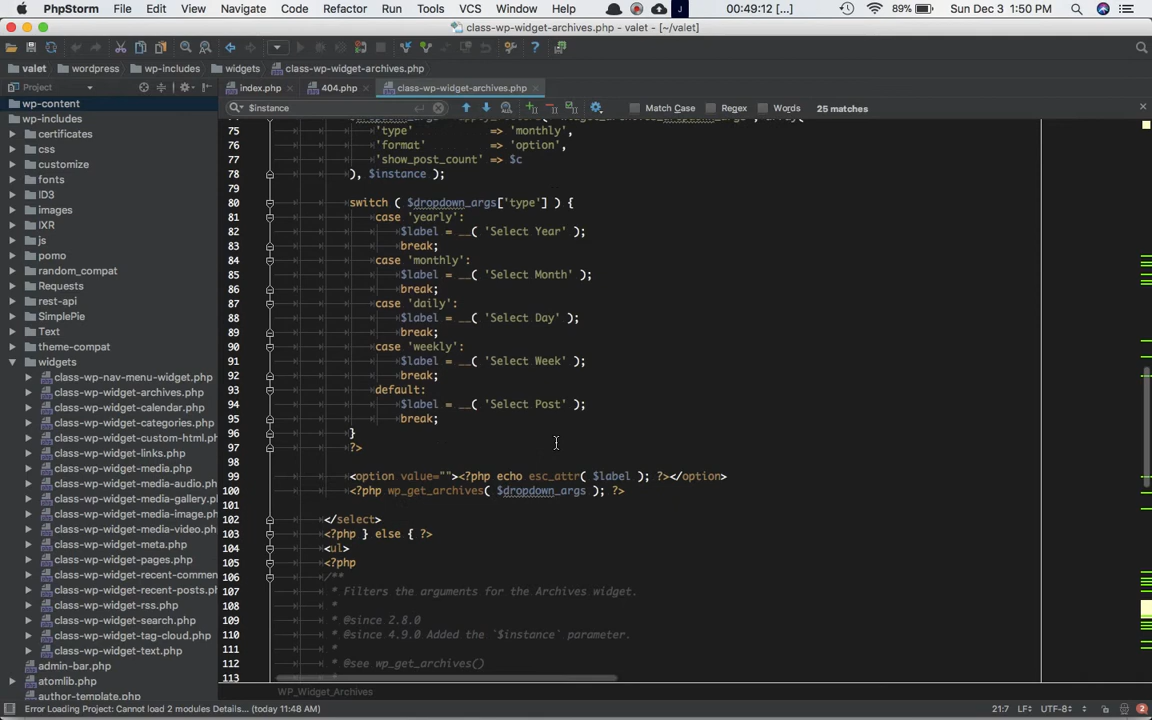 PhpStorm File Edit View Navigate Code Refactor Run Tools VCS Window Help 00:49:12 [...] 89% Sun Dec 3 1:50 PM
class-wp-widget-archives.php - valet - [~/valet]
valet wordpress wp-includes widgets class-wp-widget-archives.php
Project index.php 404.php class-wp-widget-archives.php
$instance Match Case Regex Words 25 matches
wp-content
wp-includes
certificates
css
customize
fonts
ID3
images
IXR
js
pomo
random_compat
Requests
rest-api
SimplePie
Text
theme-compat
widgets
class-wp-nav-menu-widget.php
class-wp-widget-archives.php
class-wp-widget-calendar.php
class-wp-widget-categories.php
class-wp-widget-custom-html.ph
class-wp-widget-links.php
class-wp-widget-media.php
class-wp-widget-media-audio.php
class-wp-widget-media-gallery.php
class-wp-widget-media-image.php
class-wp-widget-media-video.php
class-wp-widget-meta.php
class-wp-widget-pages.php
class-wp-widget-recent-commen
class-wp-widget-recent-posts.php
class-wp-widget-rss.php
class-wp-widget-search.php
class-wp-widget-tag-cloud.php
class-wp-widget-text.php
admin-bar.php
atomlib.php
author-template.php
75 'type' => 'monthly',
76 'format' => 'option',
77 'show_post_count' => $c
78 ), $instance );
79
80 switch ( $dropdown_args['type'] ) {
81 case 'yearly':
82 $label = __( 'Select Year' );
83 break;
84 case 'monthly':
85 $label = __( 'Select Month' );
86 break;
87 case 'daily':
88 $label = __( 'Select Day' );
89 break;
90 case 'weekly':
91 $label = __( 'Select Week' );
92 break;
93 default:
94 $label = __( 'Select Post' );
95 break;
96 }
97 ?>
98
99 <option value=""><?php echo esc_attr( $label ); ?></option>
100 <?php wp_get_archives( $dropdown_args ); ?>
101
102 </select>
103 <?php } else { ?>
104 <ul>
105 <?php
106 /**
107 * Filters the arguments for the Archives widget.
108 *
109 * @since 2.8.0
110 * @since 4.9.0 Added the `$instance` parameter.
111 *
112 * @see wp_get_archives()
113
WP_Widget_Archives
Error Loading Project: Cannot load 2 modules Details... (today 11:48 AM) 21:7 LF÷ UTF-8÷ 2